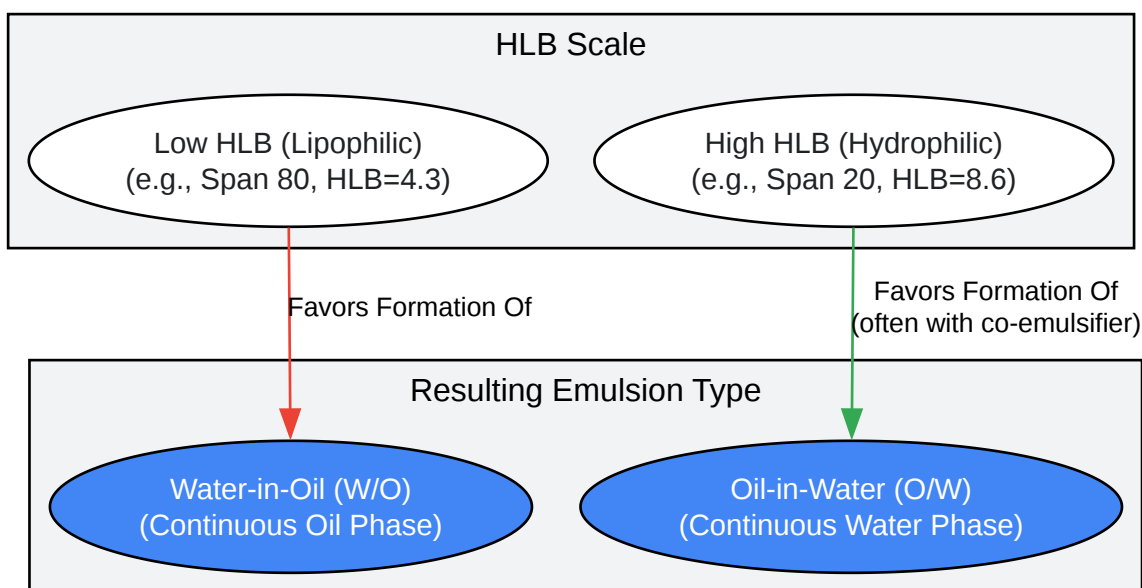 HLB Scale
Low HLB (Lipophilic)
(e.g., Span 80, HLB=4.3)
High HLB (Hydrophilic)
(e.g., Span 20, HLB=8.6)
Favors Formation Of
Favors Formation Of
(often with co-emulsifier)
Resulting Emulsion Type
Water-in-Oil (W/O)
(Continuous Oil Phase)
Oil-in-Water (O/W)
(Continuous Water Phase)